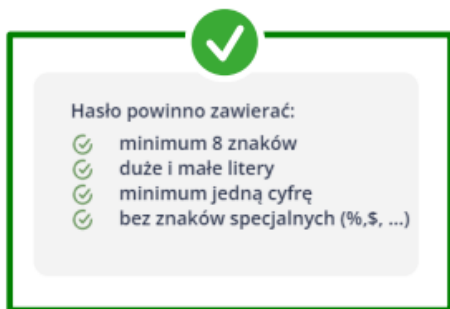 Hasło powinno zawierać:
minimum 8 znaków
duże i małe litery
minimum jedną cyfrę
bez znaków specjalnych (%,$, ...)